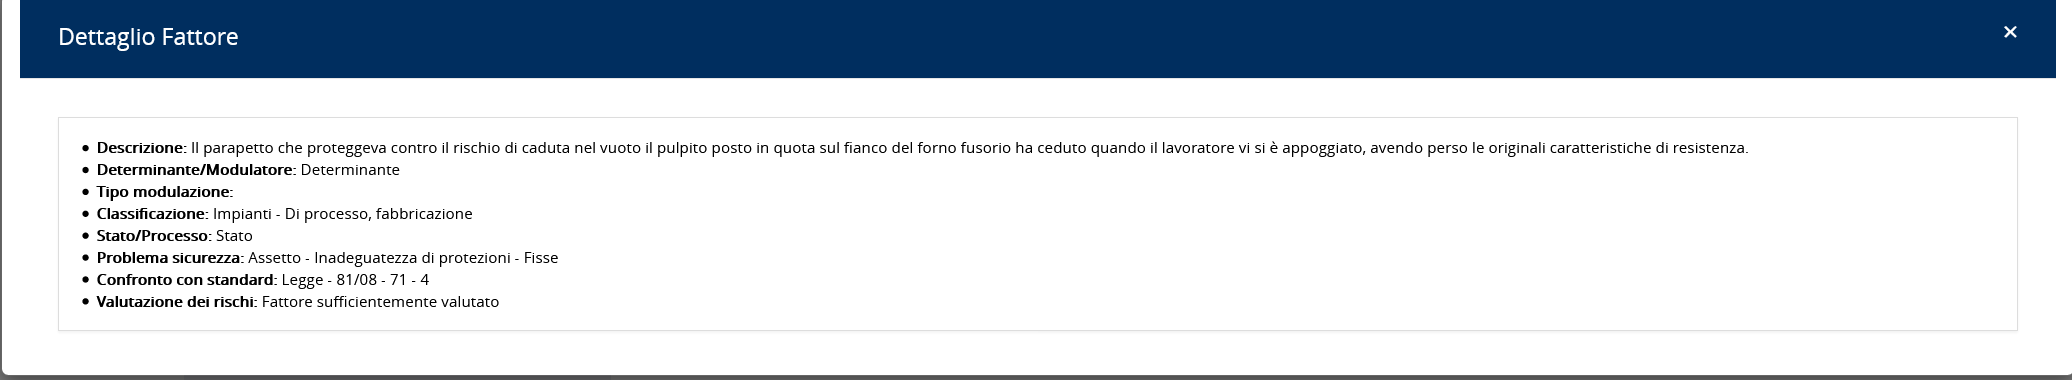 Dettaglio Fattore
×
• Descrizione: Il parapetto che proteggeva contro il rischio di caduta nel vuoto il pulpito posto in quota sul fianco del forno fusorio ha ceduto quando il lavoratore vi si è appoggiato, avendo perso le originali caratteristiche di resistenza.
• Determinante/Modulatore: Determinante
• Tipo modulazione:
• Classificazione: Impianti - Di processo, fabbricazione
• Stato/Processo: Stato
• Problema sicurezza: Assetto - Inadeguatezza di protezioni - Fisse
• Confronto con standard: Legge - 81/08 - 71 - 4
• Valutazione dei rischi: Fattore sufficientemente valutato